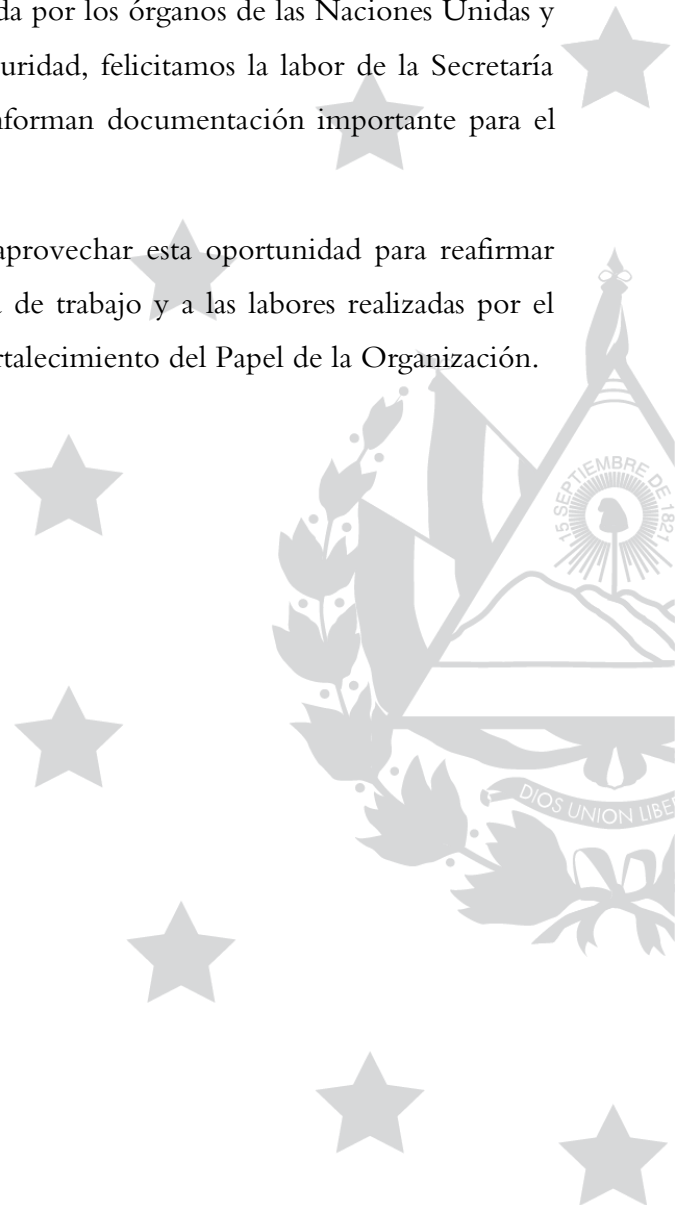 da por los órganos de las Naciones Unidas y
uridad, felicitamos la labor de la Secretaría
nforman documentación importante para el
aprovechar esta oportunidad para reafirmar
a de trabajo y a las labores realizadas por el
rtalecimiento del Papel de la Organización.
15 SEPTIEMBRE DE 1821
DIOS UNION LIBE